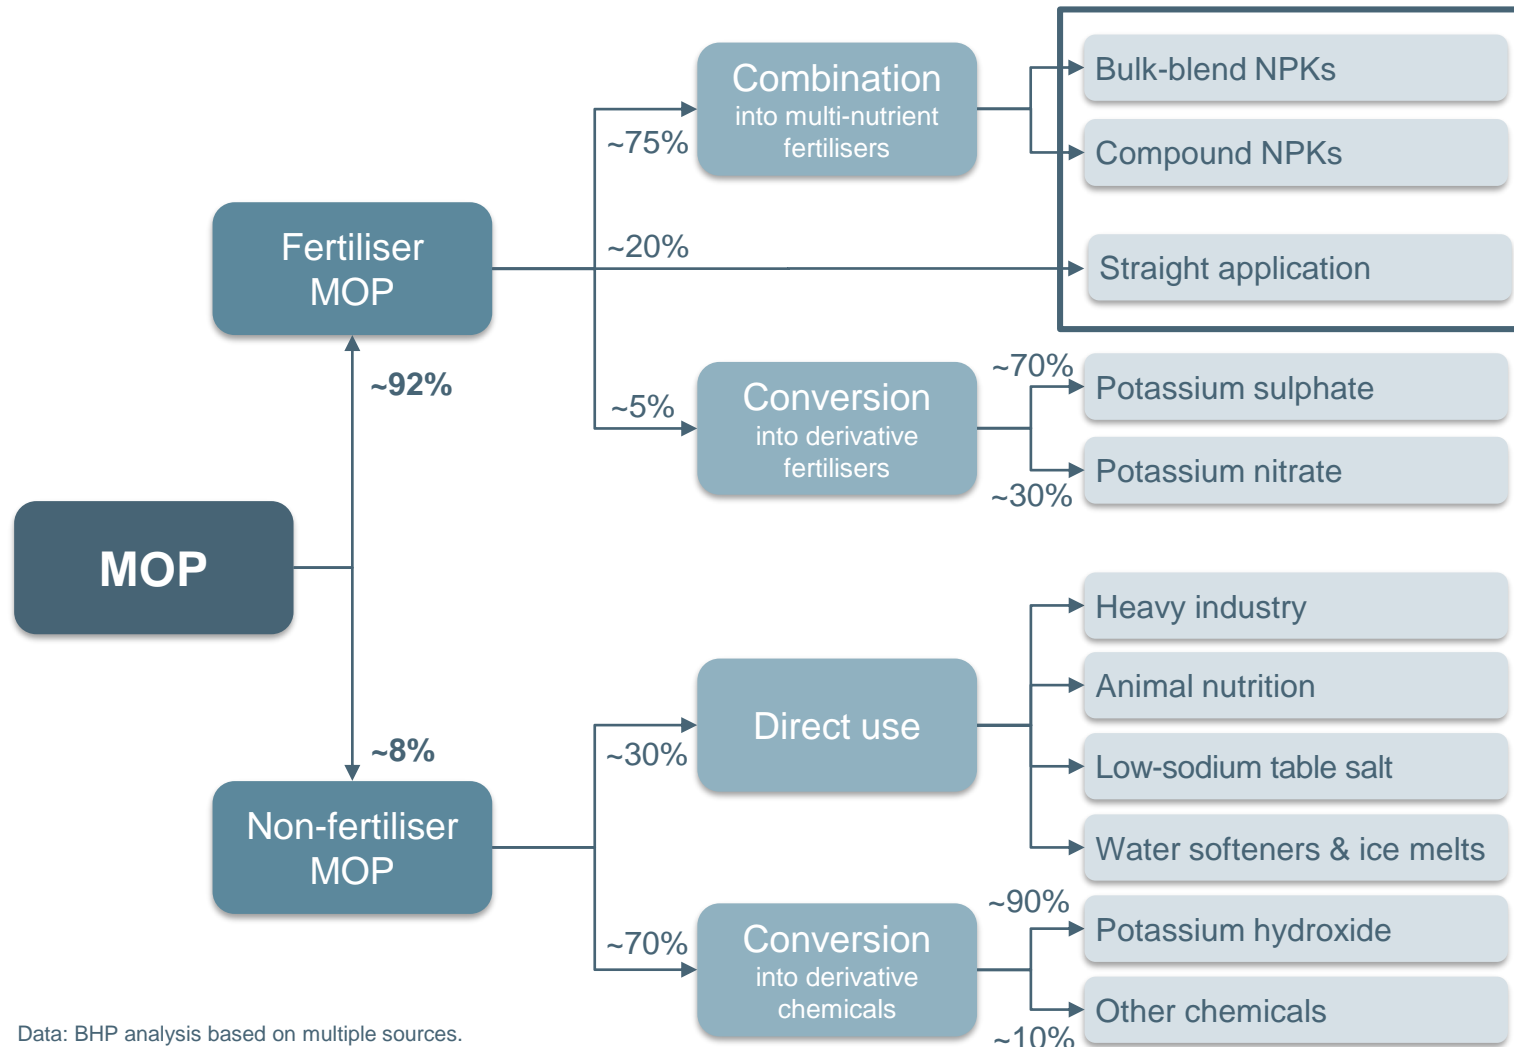 MOP
~92%
~8%
Fertiliser
MOP
Non-fertiliser
MOP
~75%
~20%
~5%
~30%
~70%
Combination
into multi-nutrient
fertilisers
Conversion
into derivative
fertilisers
Direct use
Conversion
into derivative
chemicals
~70%
~30%
~90%
~10%
Bulk-blend NPKs
Compound NPKs
Straight application
Potassium sulphate
Potassium nitrate
Heavy industry
Animal nutrition
Low-sodium table salt
Water softeners & ice melts
Potassium hydroxide
Other chemicals
Data: BHP analysis based on multiple sources.